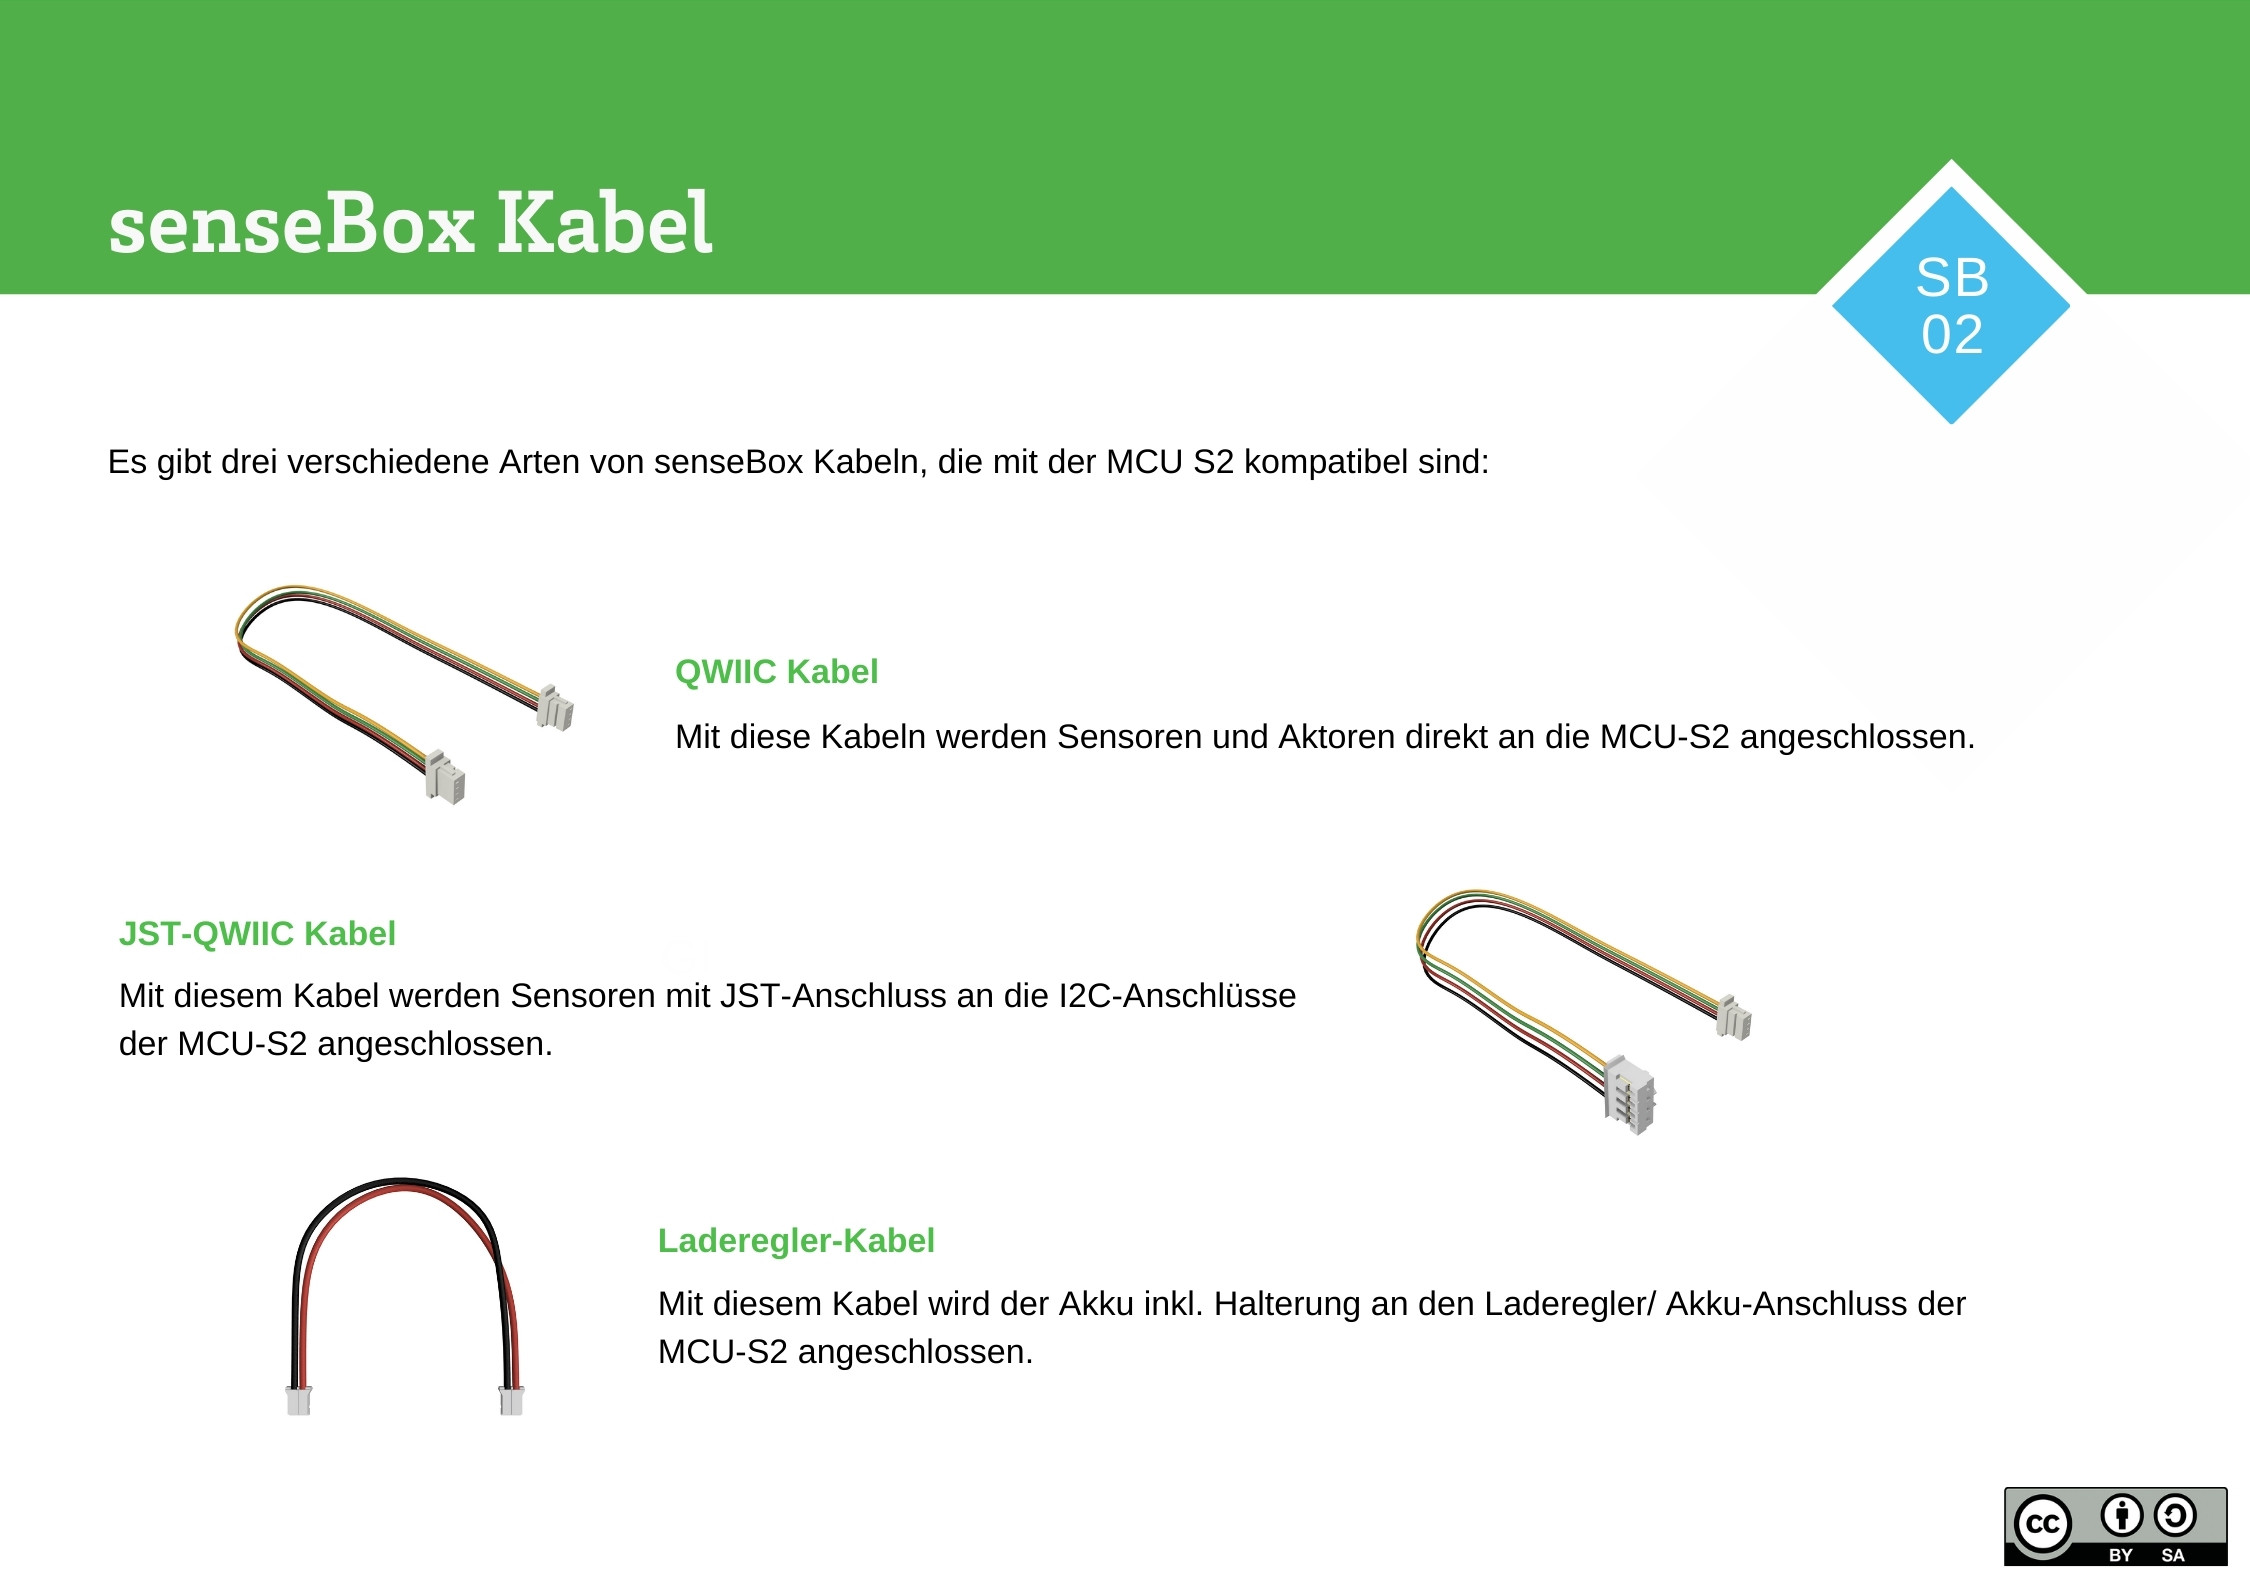 senseBox Kabel
SB
02
Es gibt drei verschiedene Arten von senseBox Kabeln, die mit der MCU S2 kompatibel sind:
QWIIC Kabel
Mit diese Kabeln werden Sensoren und Aktoren direkt an die MCU-S2 angeschlossen.
JST-QWIIC Kabel
Mit diesem Kabel werden Sensoren mit JST-Anschluss an die I2C-Anschlüsse
der MCU-S2 angeschlossen.
Laderegler-Kabel
Mit diesem Kabel wird der Akku inkl. Halterung an den Laderegler/ Akku-Anschluss der
MCU-S2 angeschlossen.
cc
BY SA